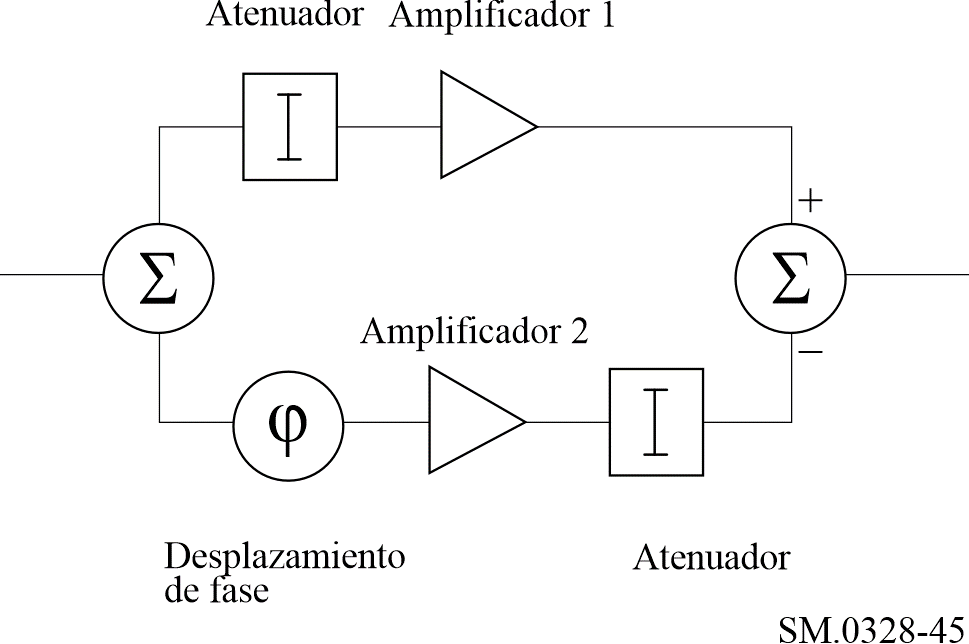 Atenuador Amplificador 1
+
Σ Σ
Amplificador 2
–
φ
Desplazamiento
de fase
Atenuador
SM.0328-45